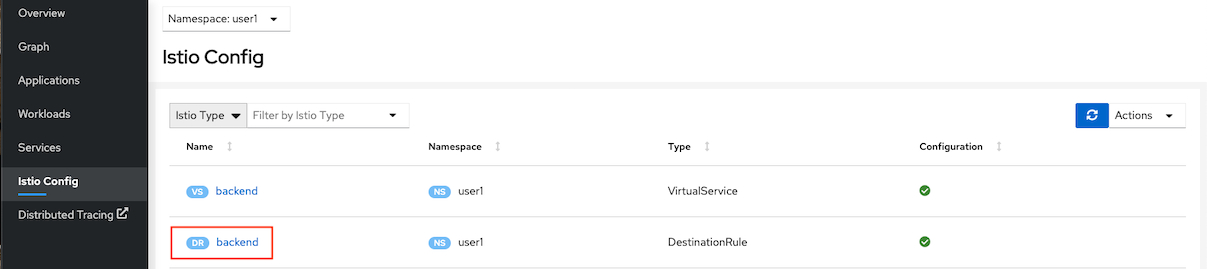 Overview
Graph
Applications
Workloads
Services
Istio Config
Distributed Tracing
Namespace: user1
Istio Config
Istio Type Filter by Istio Type Actions
Name Namespace Type Configuration
VS backend NS user1 VirtualService
DR backend NS user1 DestinationRule